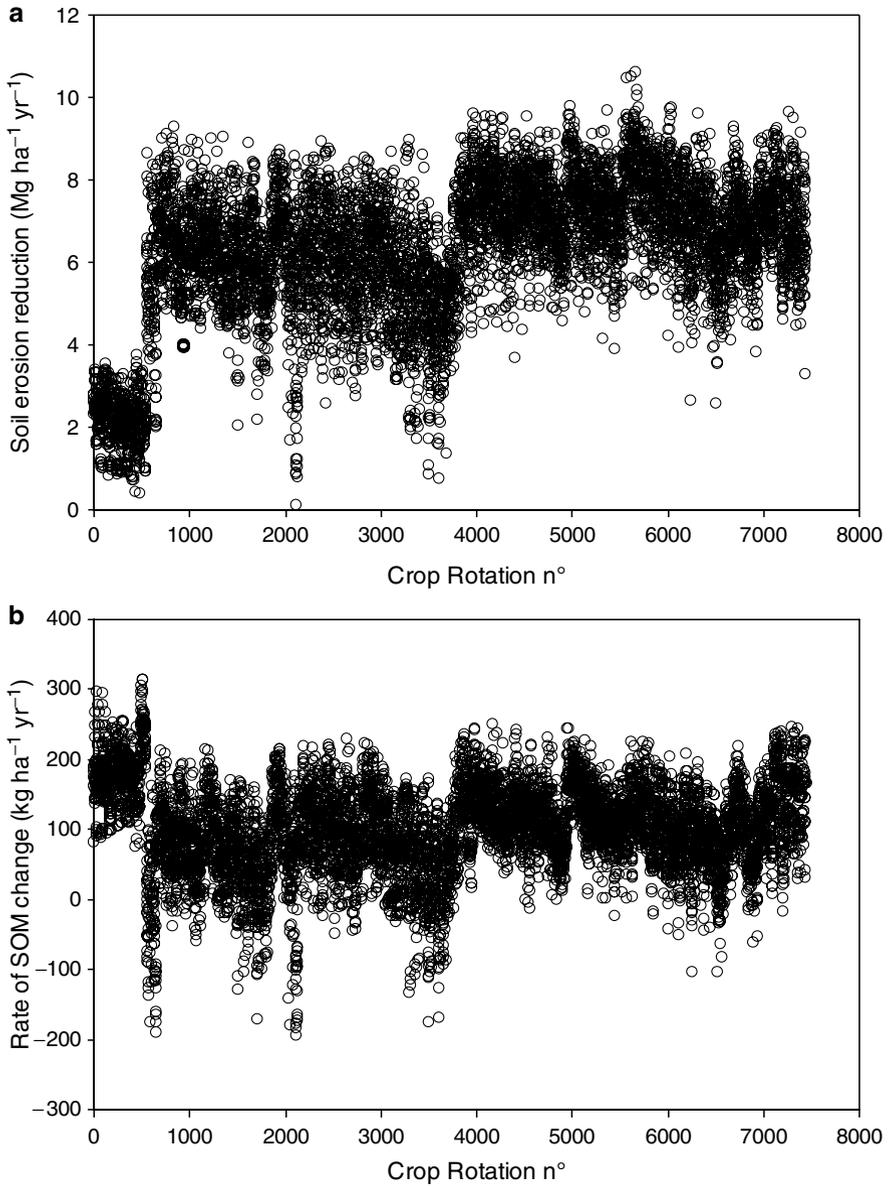 a
Soil erosion reduction (Mg ha⁻¹ yr⁻¹)
12
10
8
6
4
2
0
0 1000 2000 3000 4000 5000 6000 7000 8000
Crop Rotation n°
b
Rate of SOM change (kg ha⁻¹ yr⁻¹)
400
300
200
100
0
−100
−200
−300
0 1000 2000 3000 4000 5000 6000 7000 8000
Crop Rotation n°